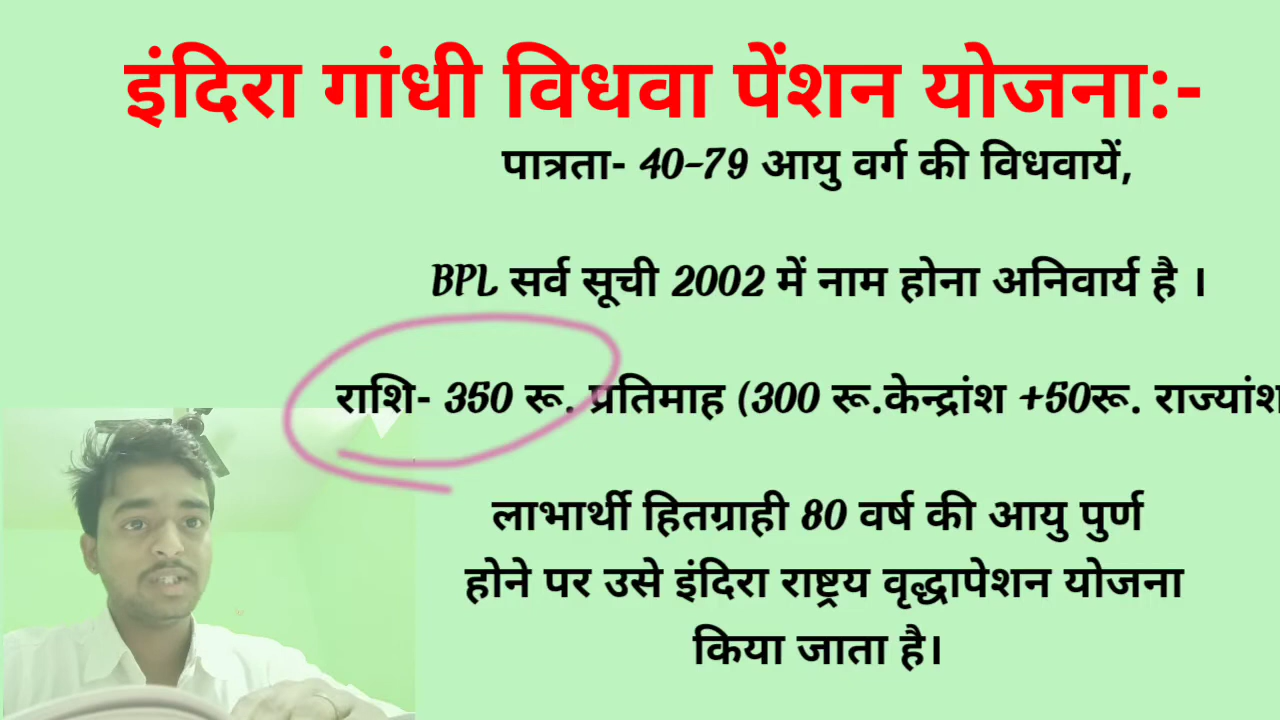 इंदिरा गांधी विधवा पेंशन योजना:-
पात्रता- 40-79 आयु वर्ग की विधवायें,
BPL सर्व सूची 2002 में नाम होना अनिवार्य है ।
राशि- 350 रू. प्रतिमाह (300 रू.केन्द्रांश +50रू. राज्यांश
लाभार्थी हितग्राही 80 वर्ष की आयु पुर्ण
होने पर उसे इंदिरा राष्ट्रय वृद्धापेशन योजना
किया जाता है।